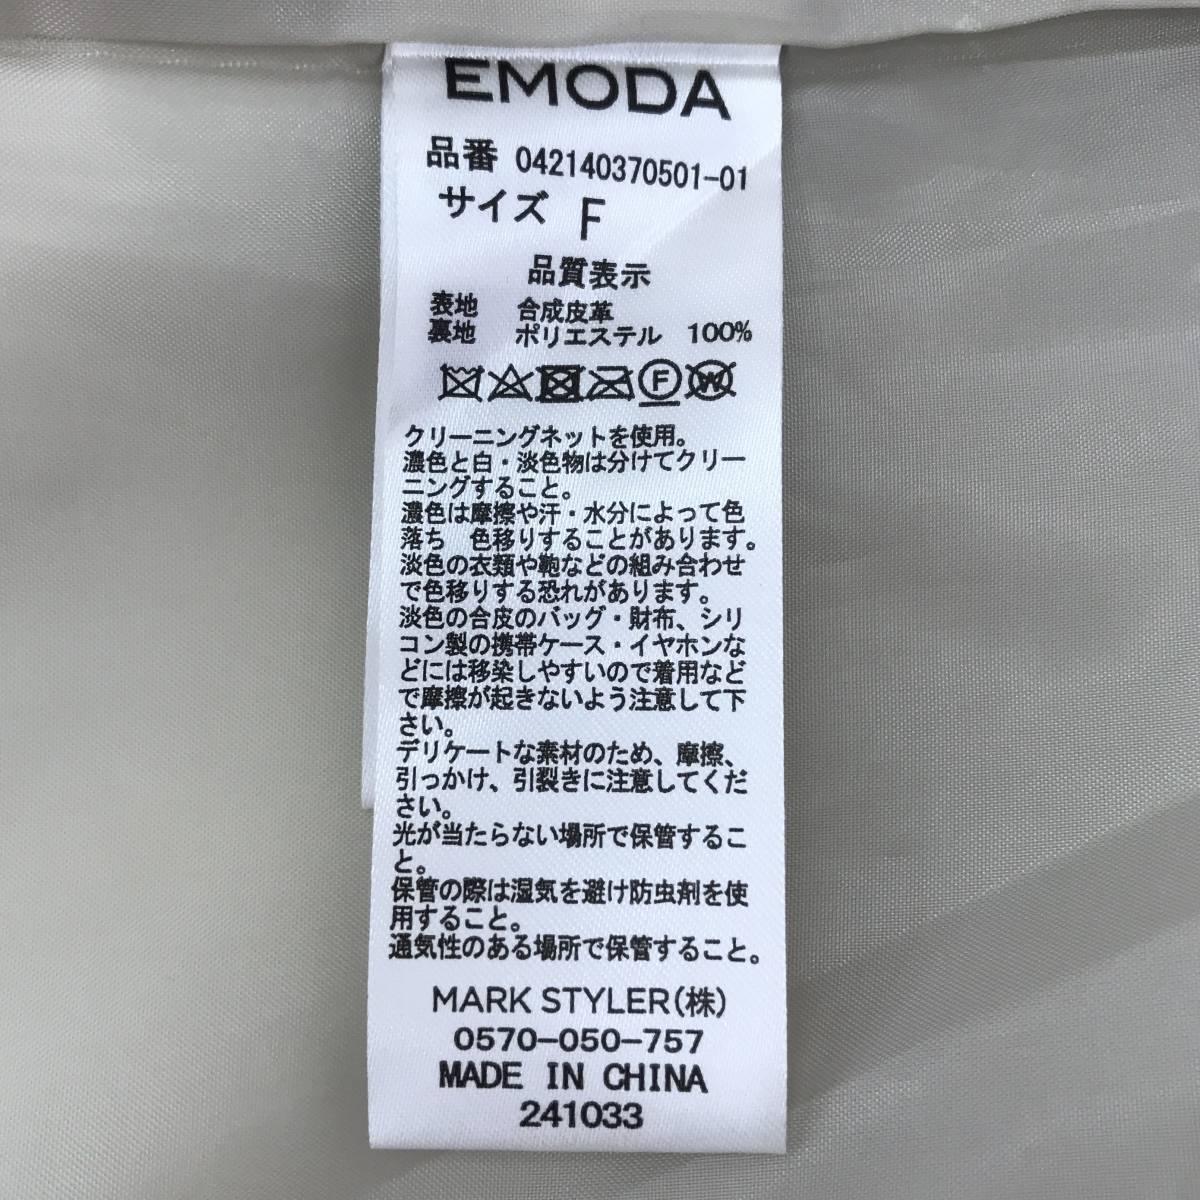 EMODA
品番 042140370501-01
サイズ F
品質表示
表地 合成皮革
裏地 ポリエステル 100%
F W
クリーニングネットを使用。
濃色と白・淡色物は分けてクリー
ニングすること。
濃色は摩擦や汗・水分によって色
落ち 色移りすることがあります。
淡色の衣類や鞄などの組み合わせ
で色移りする恐れがあります。
淡色の合皮のバッグ・財布、シリ
コン製の携帯ケース・イヤホンな
どには移染しやすいので着用など
で摩擦が起きないよう注意して下
さい。
デリケートな素材のため、摩擦、
引っかけ、引裂きに注意してくだ
さい。
光が当たらない場所で保管するこ
と。
保管の際は湿気を避け防虫剤を使
用すること。
通気性のある場所で保管すること。
MARK STYLER(株)
0570-050-757
MADE IN CHINA
241033